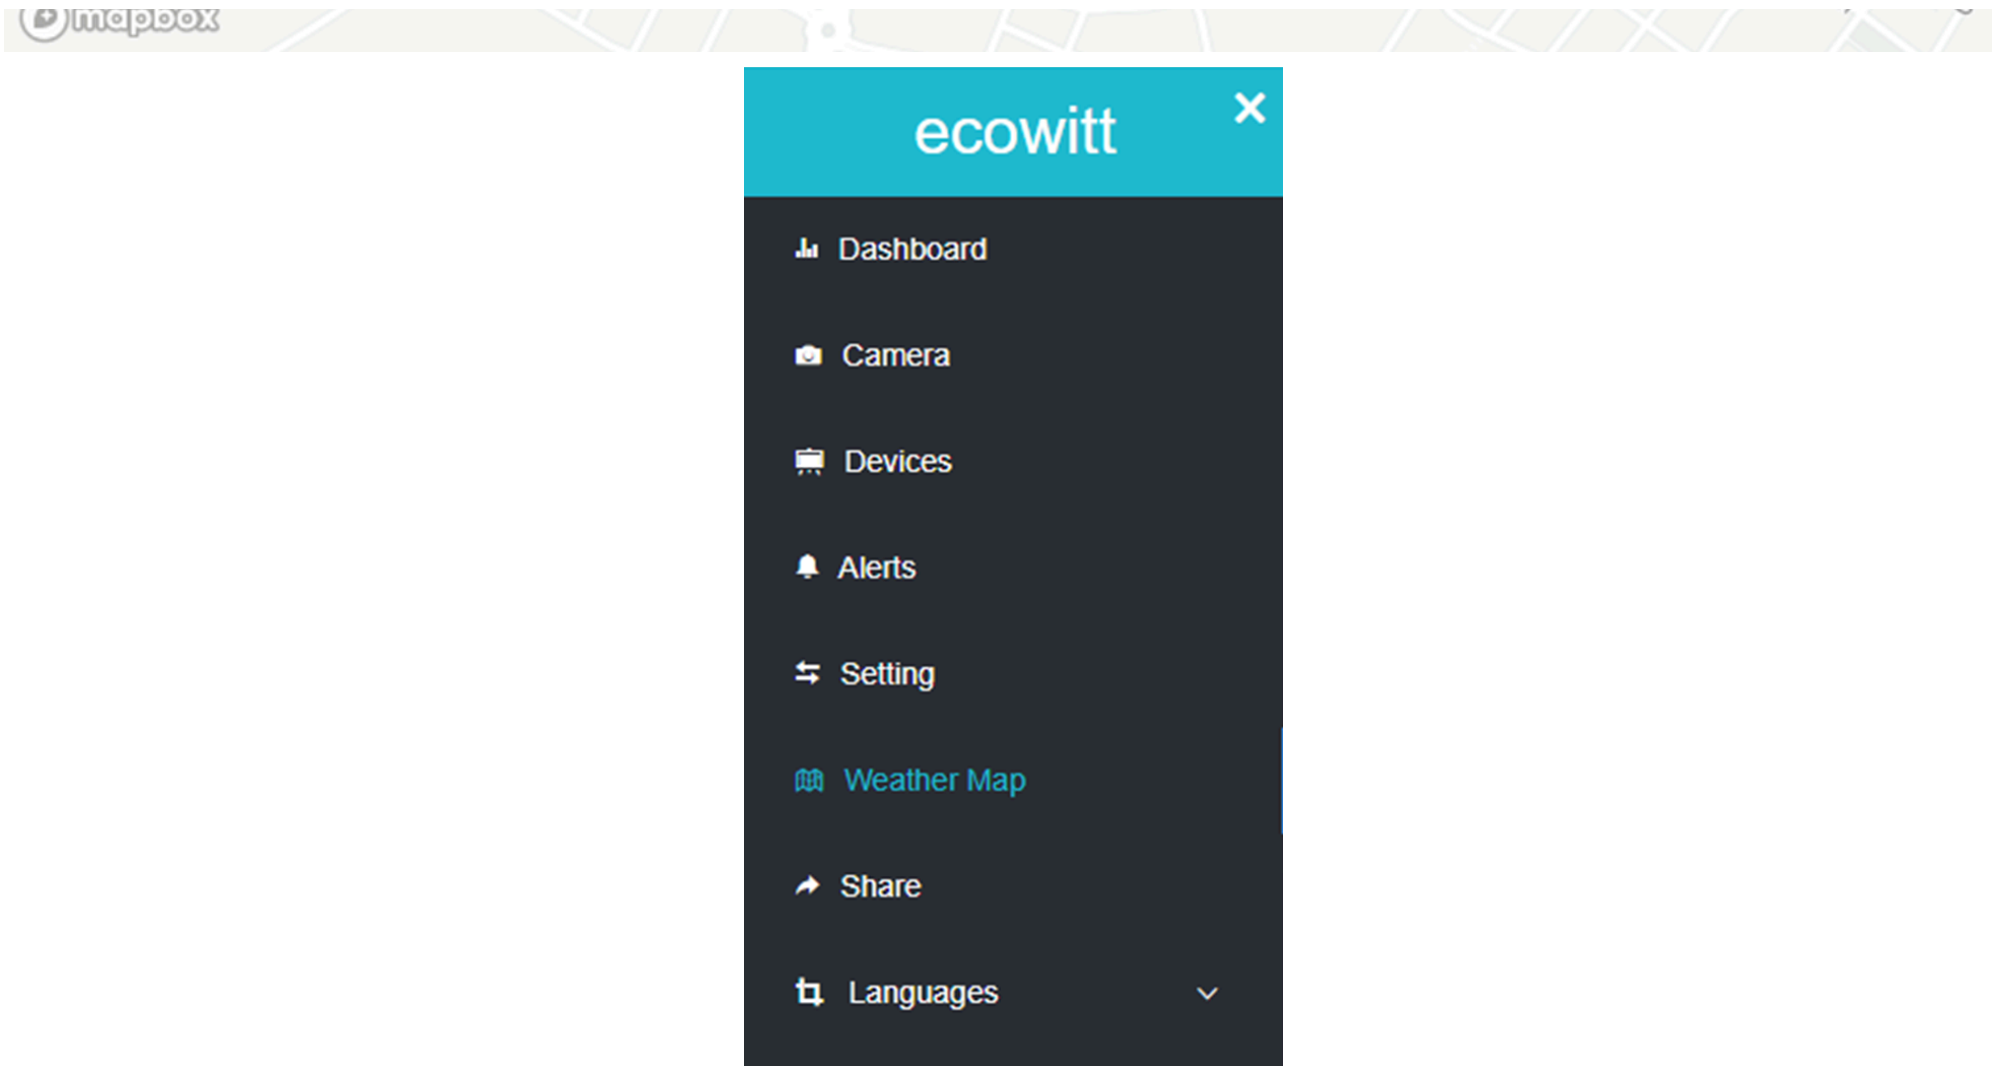 mapbox
ecowitt
Dashboard
Camera
Devices
Alerts
Setting
Weather Map
Share
Languages